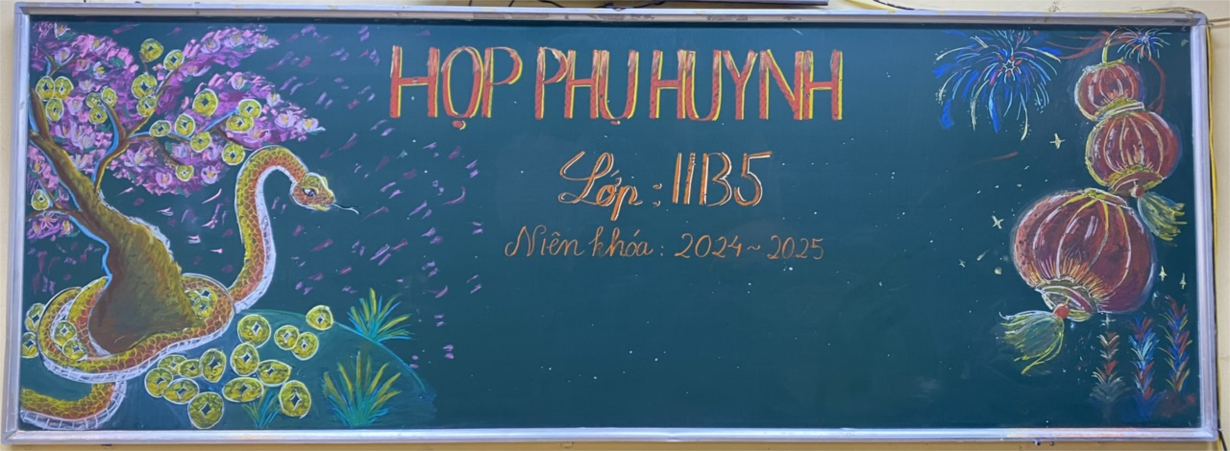 HỌP PHỤ HUYNH
Lớp : 11B5
Niên khóa : 2024 ~ 2025